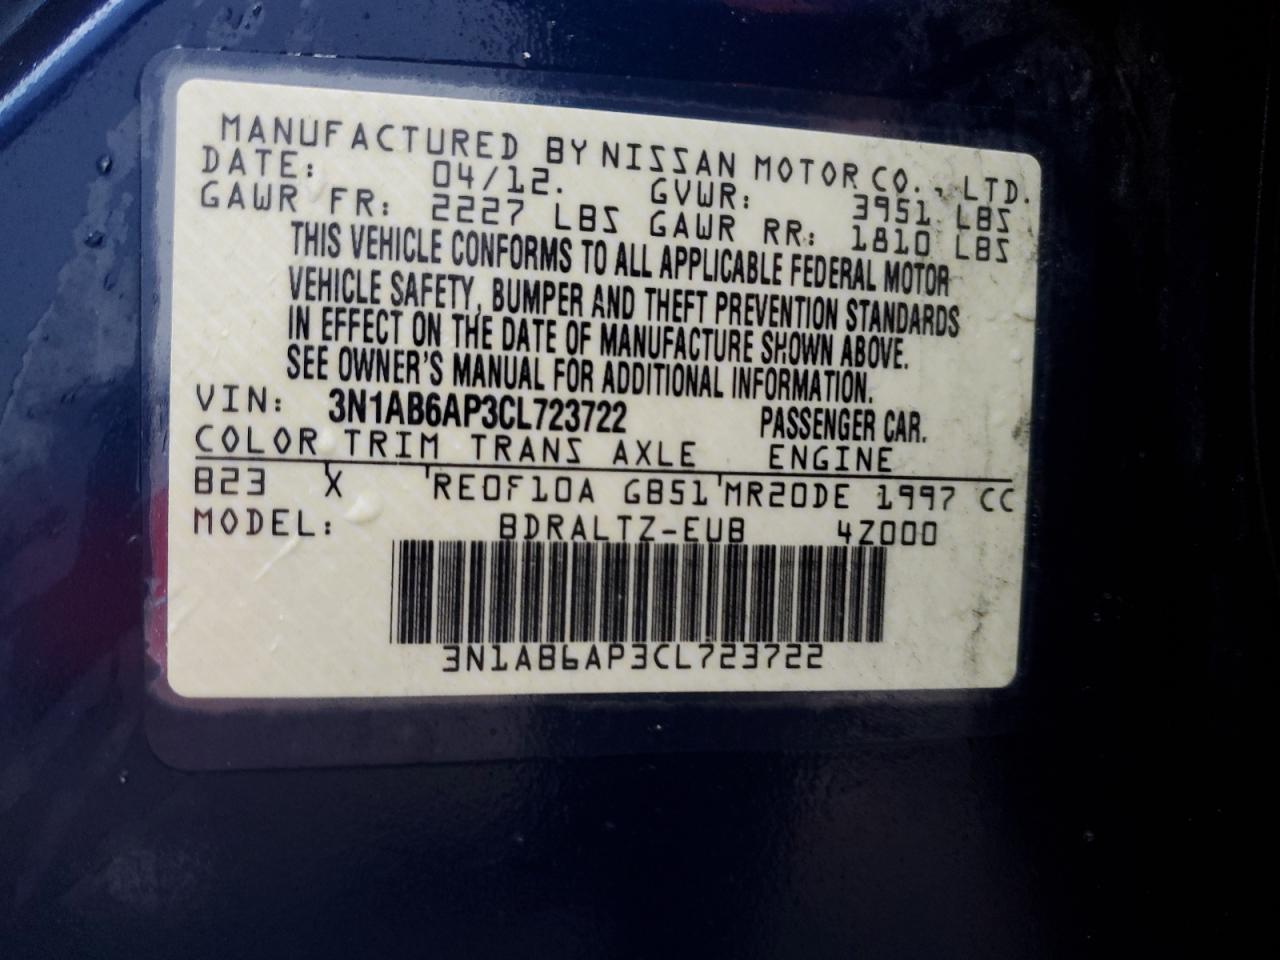 MANUFACTURED BY NISSAN MOTOR CO., LTD.
DATE: 04/12. GVWR: 3951 LBS
GAWR FR: 2227 LBS GAWR RR: 1810 LBS
THIS VEHICLE CONFORMS TO ALL APPLICABLE FEDERAL MOTOR
VEHICLE SAFETY, BUMPER AND THEFT PREVENTION STANDARDS
IN EFFECT ON THE DATE OF MANUFACTURE SHOWN ABOVE.
SEE OWNER'S MANUAL FOR ADDITIONAL INFORMATION.
VIN: 3N1AB6AP3CL723722 PASSENGER CAR.
COLOR TRIM TRANS AXLE ENGINE
B23 X RE0F10A GB51 MR20DE 1997 CC
MODEL: BDRALTZ-EUB 4Z000
3N1AB6AP3CL723722